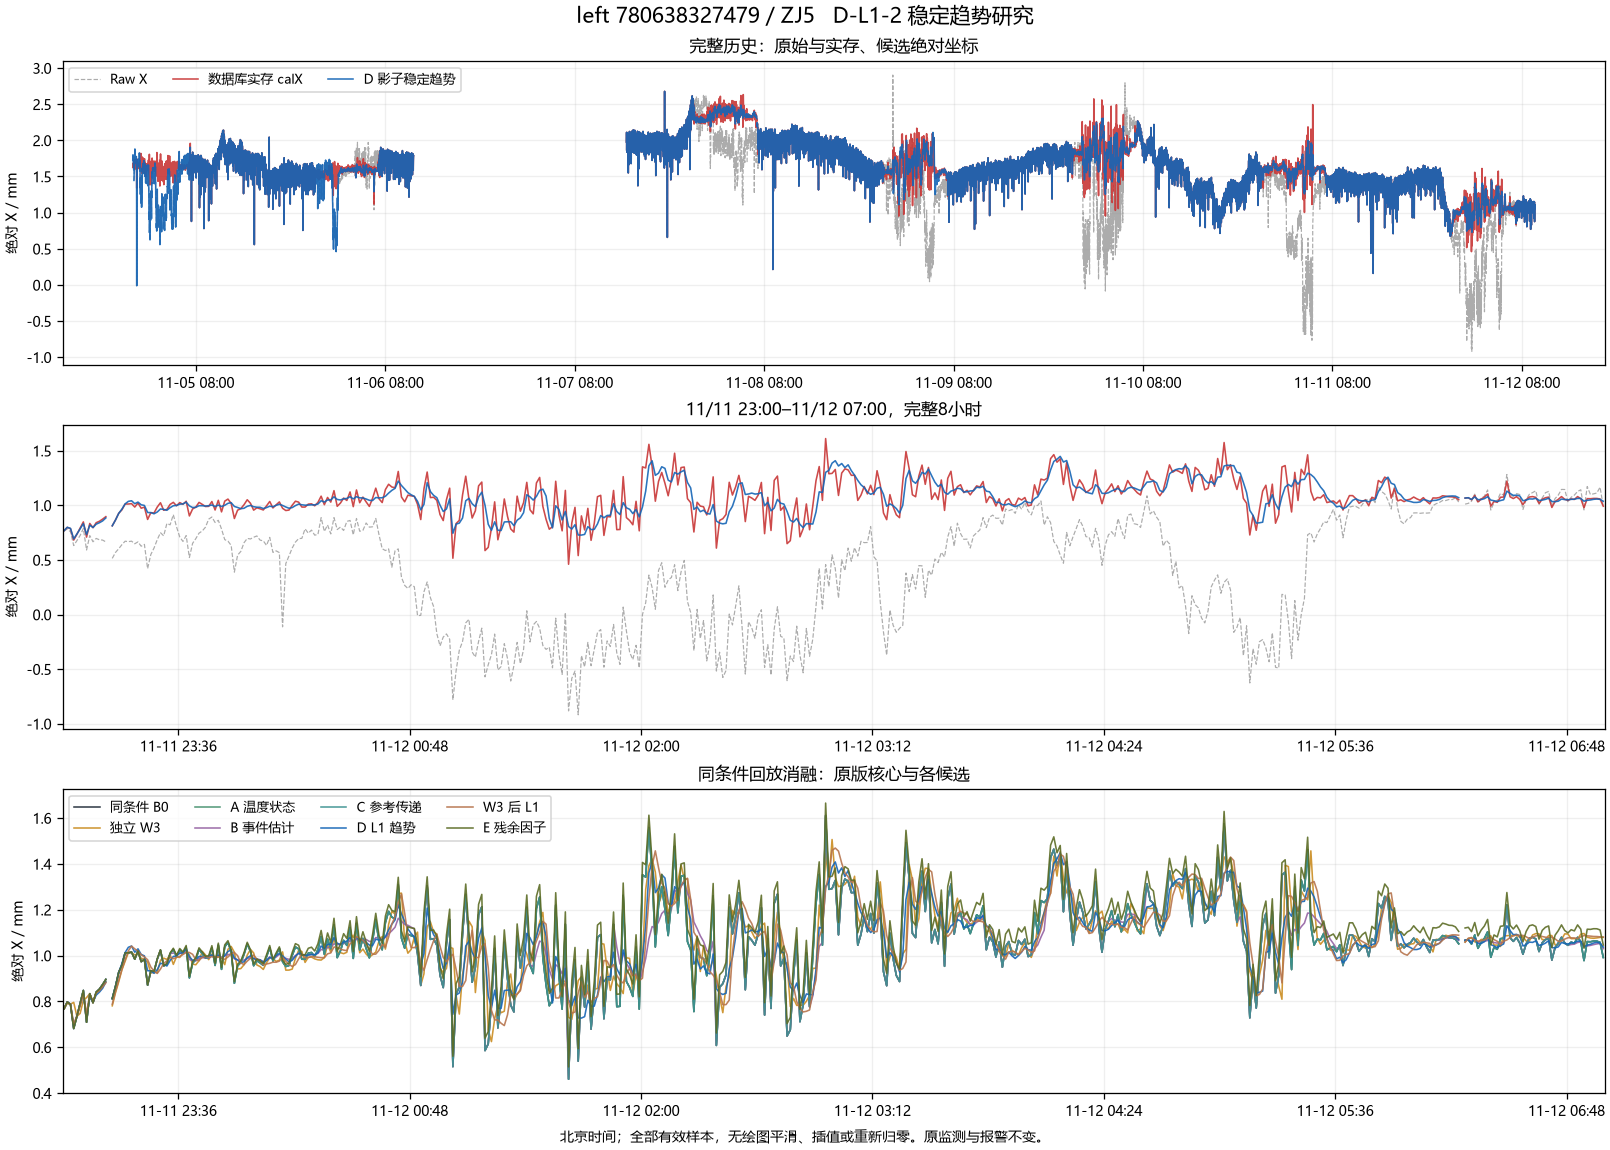 left 780638327479 / ZJ5   D-L1-2 稳定趋势研究
完整历史：原始与实存、候选绝对坐标
Raw X
数据库实存 calX
D 影子稳定趋势
绝对 X / mm
3.0
2.5
2.0
1.5
1.0
0.5
0.0
-0.5
-1.0
11-05 08:00
11-06 08:00
11-07 08:00
11-08 08:00
11-09 08:00
11-10 08:00
11-11 08:00
11-12 08:00
11/11 23:00–11/12 07:00，完整8小时
绝对 X / mm
1.5
1.0
0.5
0.0
-0.5
-1.0
11-11 23:36
11-12 00:48
11-12 02:00
11-12 03:12
11-12 04:24
11-12 05:36
11-12 06:48
同条件回放消融：原版核心与各候选
同条件 B0
A 温度状态
C 参考传递
W3 后 L1
独立 W3
B 事件估计
D L1 趋势
E 残余因子
绝对 X / mm
1.6
1.4
1.2
1.0
0.8
0.6
0.4
11-11 23:36
11-12 00:48
11-12 02:00
11-12 03:12
11-12 04:24
11-12 05:36
11-12 06:48
北京时间；全部有效样本，无绘图平滑、插值或重新归零。原监测与报警不变。